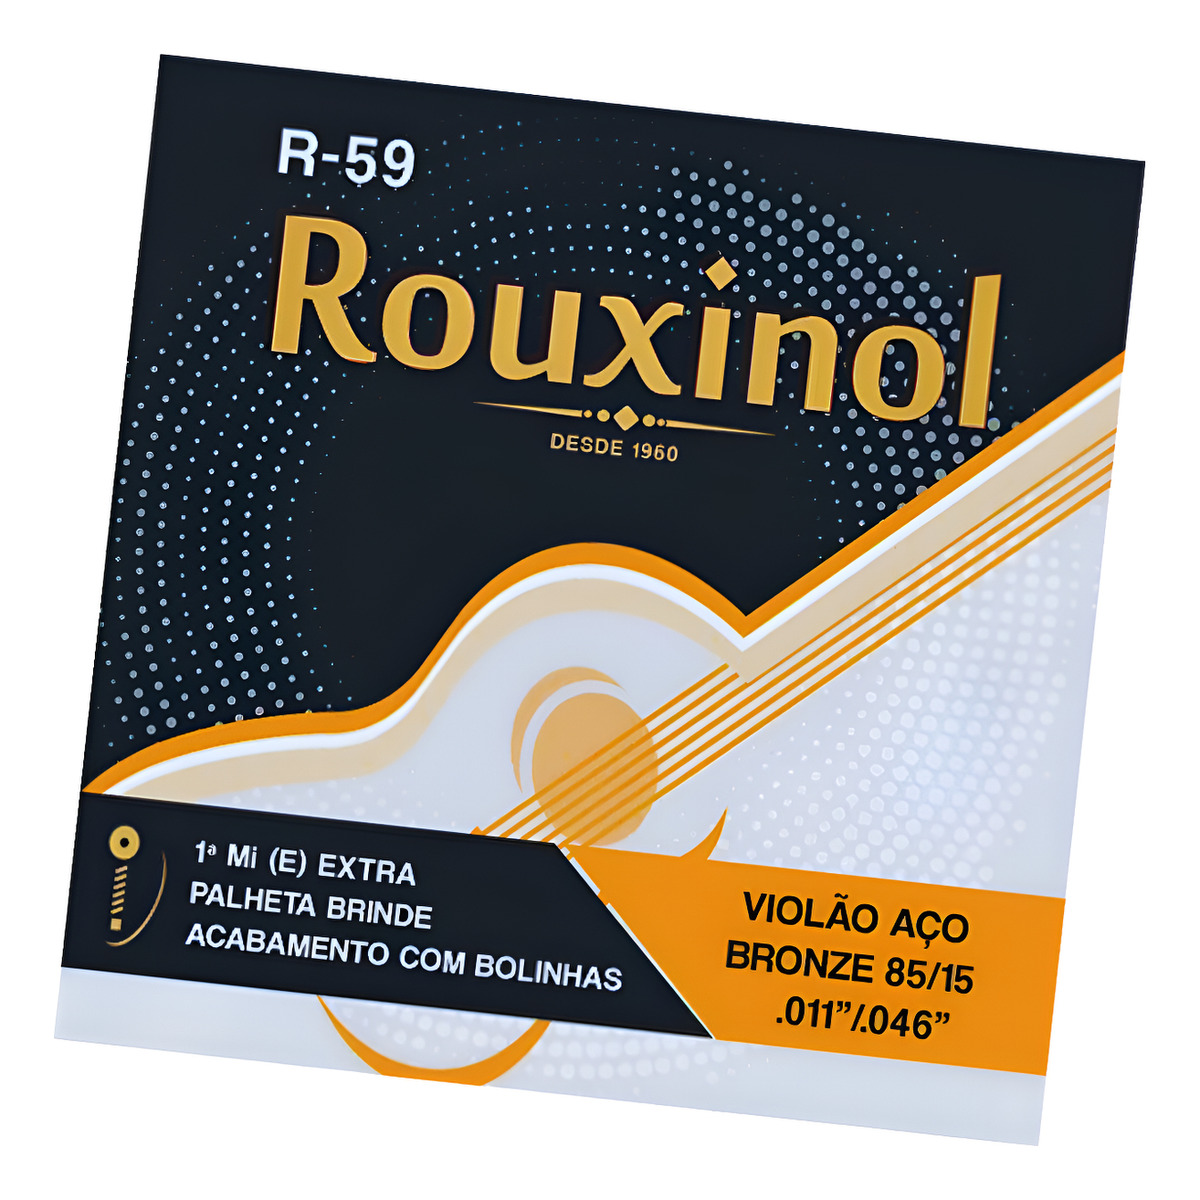 R-59
Rouxinol
DESDE 1960
1ª Mi (E) EXTRA
PALHETA BRINDE
ACABAMENTO COM BOLINHAS
VIOLÃO AÇO
BRONZE 85/15
.011”/.046”